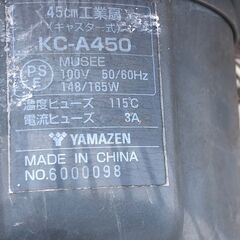 45cm工業扇
(キャスター式)
KC-A450
MUSEE
PS
E
100V 50/60Hz
148/165W
温度ヒューズ 115℃
電流ヒューズ 3A
YAMAZEN
MADE IN CHINA
NO.6000098